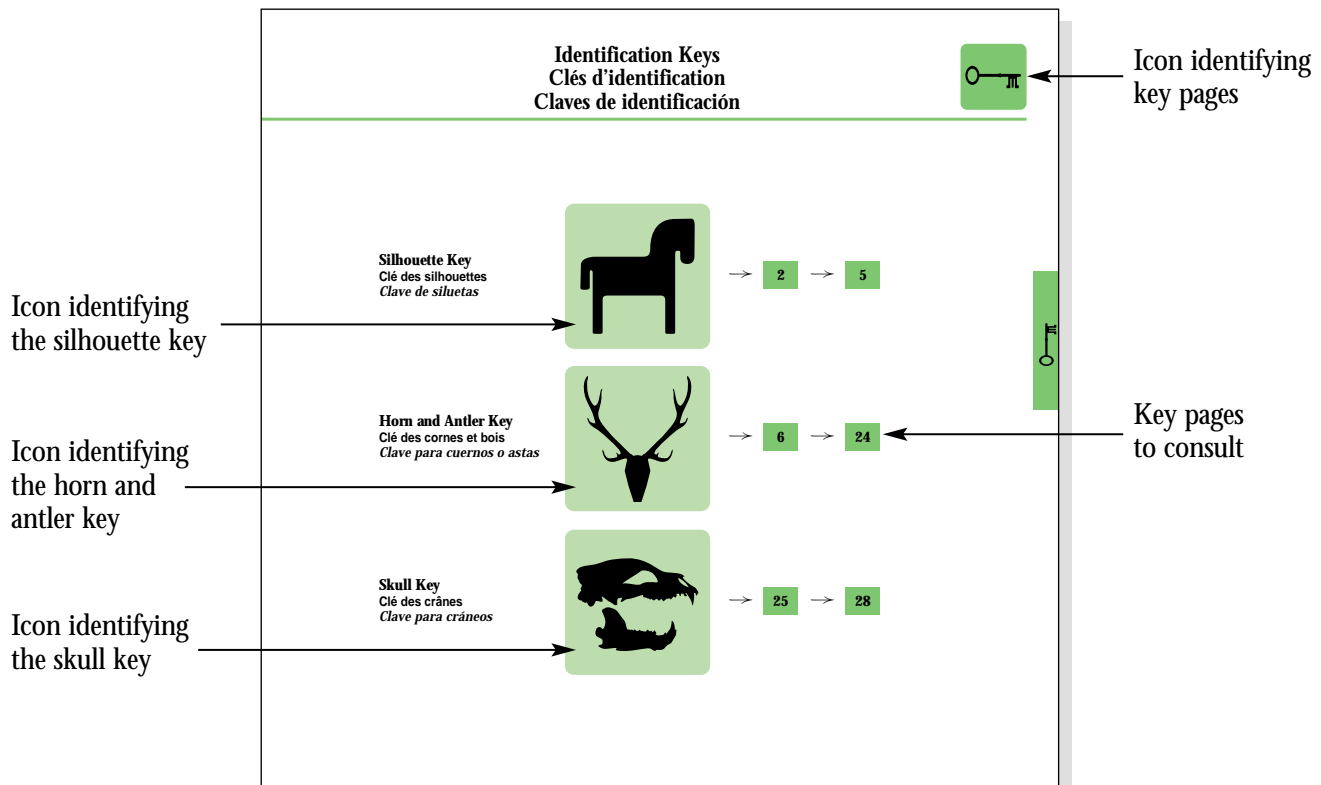 Identification Keys
Clés d'identification
Claves de identificación
Icon identifying
key pages
Silhouette Key
Clé des silhouettes
Clave de siluetas
→ 2 → 5
Icon identifying
the silhouette key
Horn and Antler Key
Clé des cornes et bois
Clave para cuernos o astas
→ 6 → 24
Key pages
to consult
Icon identifying
the horn and
antler key
Skull Key
Clé des crânes
Clave para cráneos
→ 25 → 28
Icon identifying
the skull key